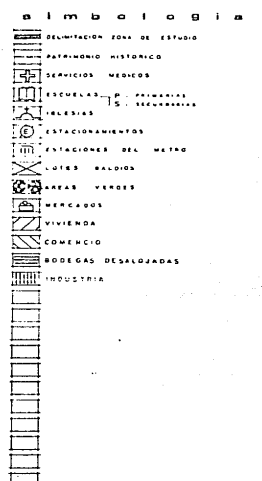 simbologia
DELIMITACION ZONA DE ESTUDIO
PATRIMONIO HISTORICO
SERVICIOS MEDICOS
ESCUELAS P. PRIMARIAS
S. SECUNDARIAS
IGLESIAS
E ESTACIONAMIENTOS
ESTACIONES DEL METRO
LOTES BALDIOS
AREAS VERDES
MERCADOS
VIVIENDA
COMERCIO
BODEGAS DESALOJADAS
INDUSTRIA